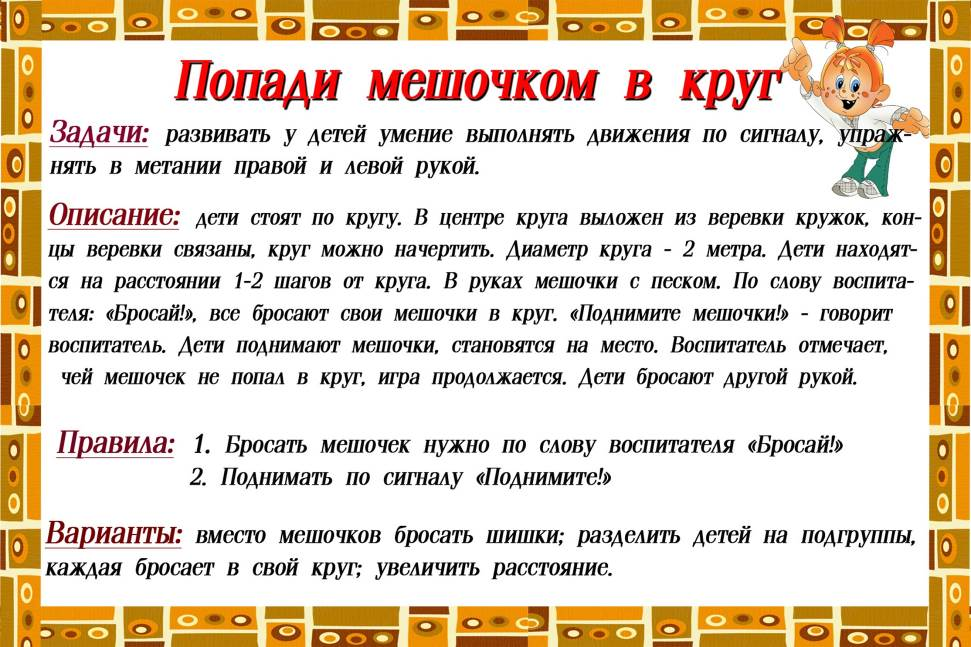 Попади мешочком в круг
Задачи: развивать у детей умение выполнять движения по сигналу, упраж-
нять в метании правой и левой рукой.
Описание: дети стоят по кругу. В центре круга выложен из веревки кружок, кон-
цы веревки связаны, круг можно начертить. Диаметр круга - 2 метра. Дети находят-
ся на расстоянии 1-2 шагов от круга. В руках мешочки с песком. По слову воспита-
теля: «Бросай!», все бросают свои мешочки в круг. «Поднимите мешочки!» - говорит
воспитатель. Дети поднимают мешочки, становятся на место. Воспитатель отмечает,
чей мешочек не попал в круг, игра продолжается. Дети бросают другой рукой.
Правила: 1. Бросать мешочек нужно по слову воспитателя «Бросай!»
2. Поднимать по сигналу «Поднимите!»
Варианты: вместо мешочков бросать шишки; разделить детей на подгруппы,
каждая бросает в свой круг; увеличить расстояние.